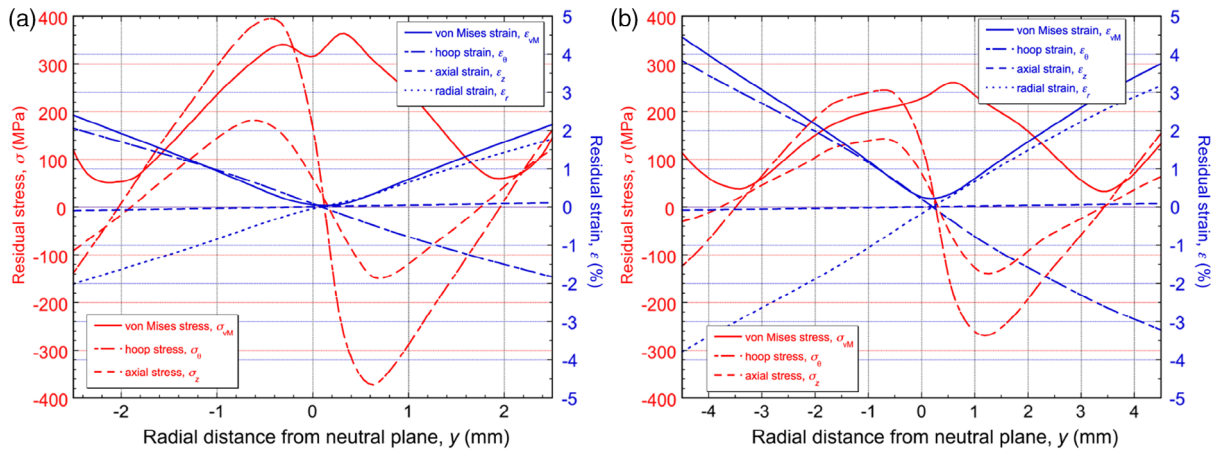 (a)
400
300
200
100
0
-100
-200
-300
-400
Residual stress, σ (MPa)
von Mises strain, εvM
hoop strain, εθ
axial strain, εz
radial strain, εr
von Mises stress, σvM
hoop stress, σθ
axial stress, σz
5
4
3
2
1
0
-1
-2
-3
-4
-5
Residual strain, ε (%)
-2 -1 0 1 2
Radial distance from neutral plane, y (mm)
(b)
400
300
200
100
0
-100
-200
-300
-400
Residual stress, σ (MPa)
von Mises strain, εvM
hoop strain, εθ
axial strain, εz
radial strain, εr
von Mises stress, σvM
hoop stress, σθ
axial stress, σz
5
4
3
2
1
0
-1
-2
-3
-4
-5
Residual strain, ε (%)
-4 -3 -2 -1 0 1 2 3 4
Radial distance from neutral plane, y (mm)